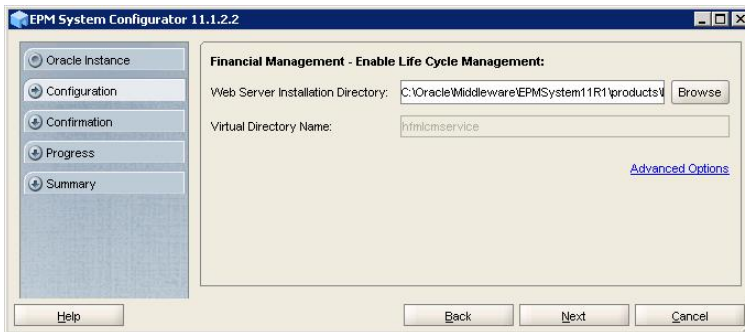 EPM System Configurator 11.1.2.2
Oracle Instance
Configuration
Confirmation
Progress
Summary
Financial Management - Enable Life Cycle Management:
Web Server Installation Directory: C:\Oracle\Middleware\EPMSystem11R1\products\ Browse
Virtual Directory Name: hfmlcmservice
Advanced Options
Help Back Next Cancel